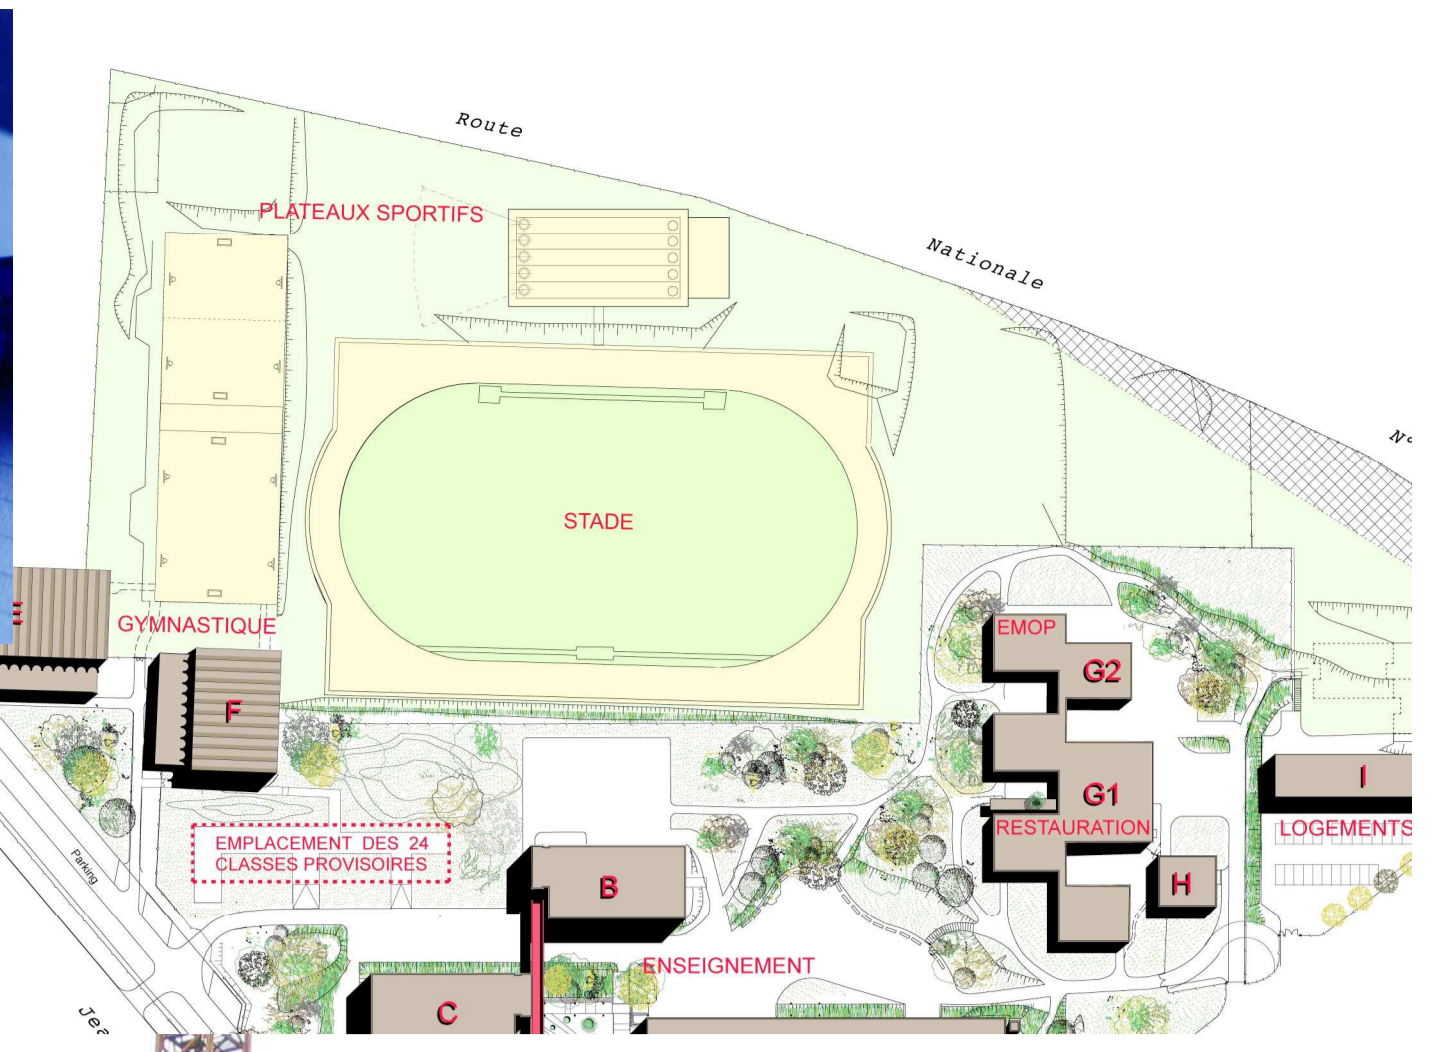 Route
Nationale
N°
PLATEAUX SPORTIFS
STADE
E
GYMNASTIQUE
F
EMOP
G2
G1
RESTAURATION
I
LOGEMENTS
EMPLACEMENT DES 24
CLASSES PROVISOIRES
Parking
B
H
ENSEIGNEMENT
C